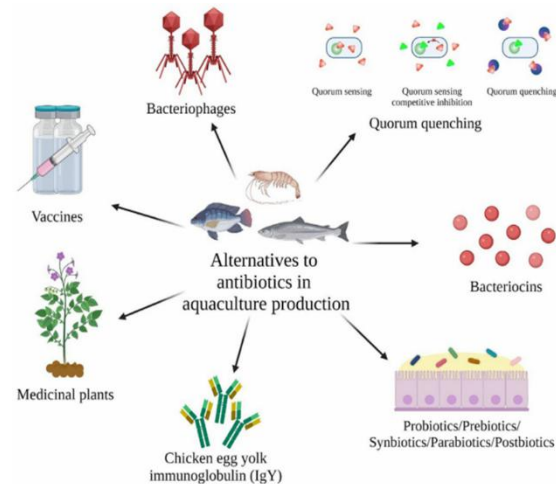 Bacteriophages
Quorum sensing
Quorum sensing
competitive inhibition
Quorum quenching
Quorum quenching
Vaccines
Alternatives to
antibiotics in
aquaculture production
Bacteriocins
Medicinal plants
Chicken egg yolk
immunoglobulin (IgY)
Probiotics/Prebiotics/
Synbiotics/Parabiotics/Postbiotics